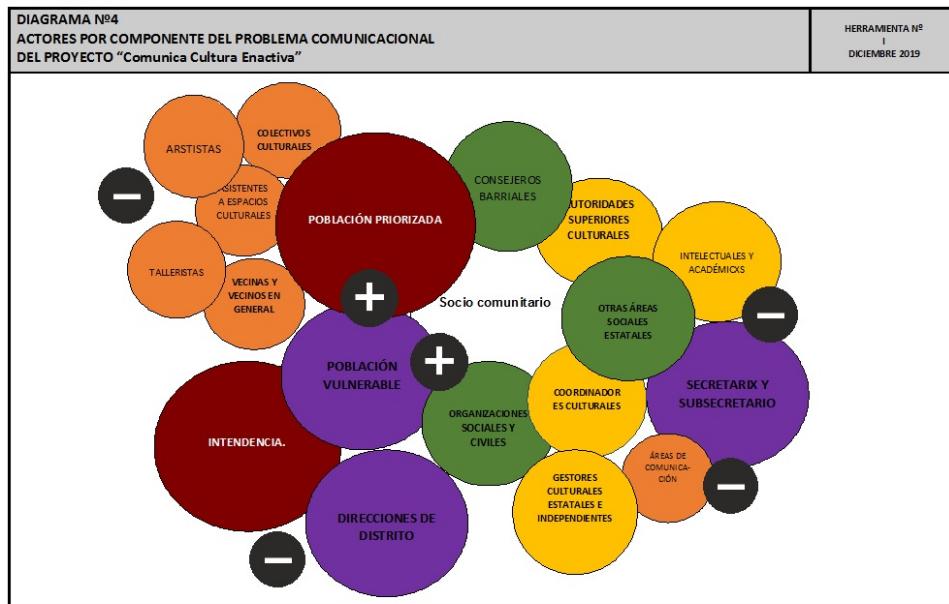 DIAGRAMA Nº4
ACTORES POR COMPONENTE DEL PROBLEMA COMUNICACIONAL
DEL PROYECTO “Comunica Cultura Enactiva”
HERRAMIENTA Nº
I
DICIEMBRE 2019
ARSTISTAS
COLECTIVOS
CULTURALES
SISTENTES
A ESPACIOS
CULTURALES
TALLERISTAS
VECINAS Y
VECINOS EN
GENERAL
POBLACIÓN PRIORIZADA
CONSEJEROS
BARRIALES
UTORIDADES
SUPERIORES
CULTURALES
INTELECTUALES Y
ACADÉMICXS
Socio comunitario
OTRAS ÁREAS
SOCIALES
ESTATALES
POBLACIÓN
VULNERABLE
INTENDENCIA.
ORGANIZACIONES
SOCIALES Y
CIVILES
COORDINADOR
ES CULTURALES
SECRETARIX Y
SUBSECRETARIO
ÁREAS DE
COMUNICA-
CIÓN
GESTORES
CULTURALES
ESTATALES E
INDEPENDIENTES
DIRECCIONES DE
DISTRITO